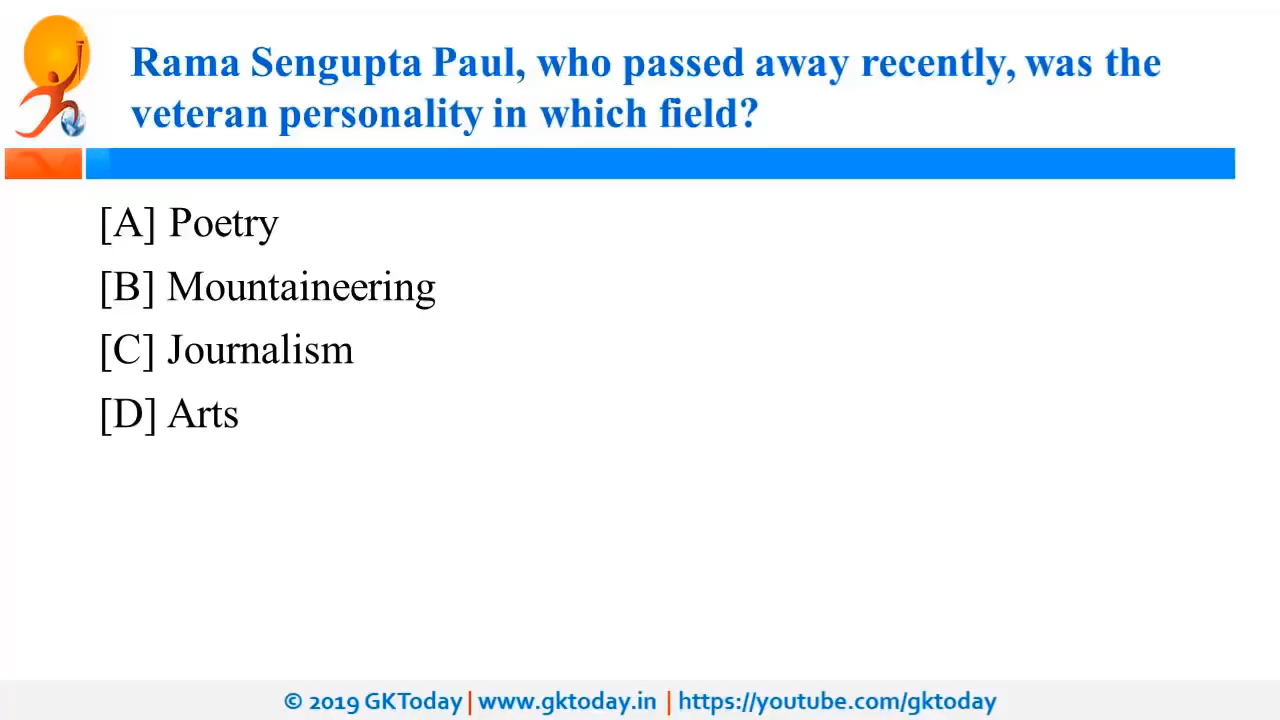 Rama Sengupta Paul, who passed away recently, was the
veteran personality in which field?
[A] Poetry
[B] Mountaineering
[C] Journalism
[D] Arts
© 2019 GKToday | www.gktoday.in | https://youtube.com/gktoday